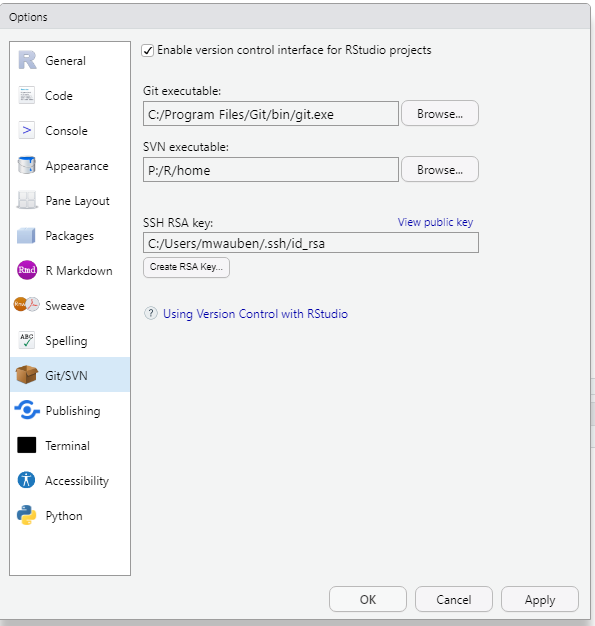 Options
R General
Code
Console
Appearance
Pane Layout
Packages
Rmd R Markdown
Sweave
ABC Spelling
Git/SVN
Publishing
Terminal
Accessibility
Python
Enable version control interface for RStudio projects
Git executable:
C:/Program Files/Git/bin/git.exe Browse...
SVN executable:
P:/R/home Browse...
SSH RSA key: View public key
C:/Users/mwauben/.ssh/id_rsa
Create RSA Key...
? Using Version Control with RStudio
OK Cancel Apply